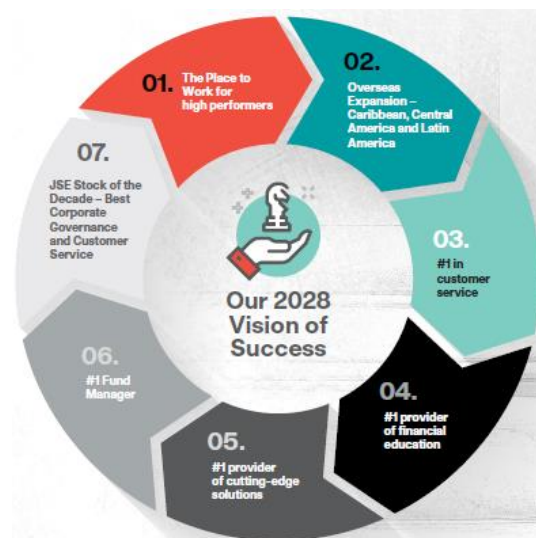 01.
The Place to
Work for
high performers
02.
Overseas
Expansion –
Caribbean, Central
America and Latin
America
03.
#1 in
customer
service
04.
#1 provider
of financial
education
05.
#1 provider
of cutting-edge
solutions
06.
#1 Fund
Manager
07.
JSE Stock of the
Decade – Best
Corporate
Governance
and Customer
Service
Our 2028
Vision of
Success